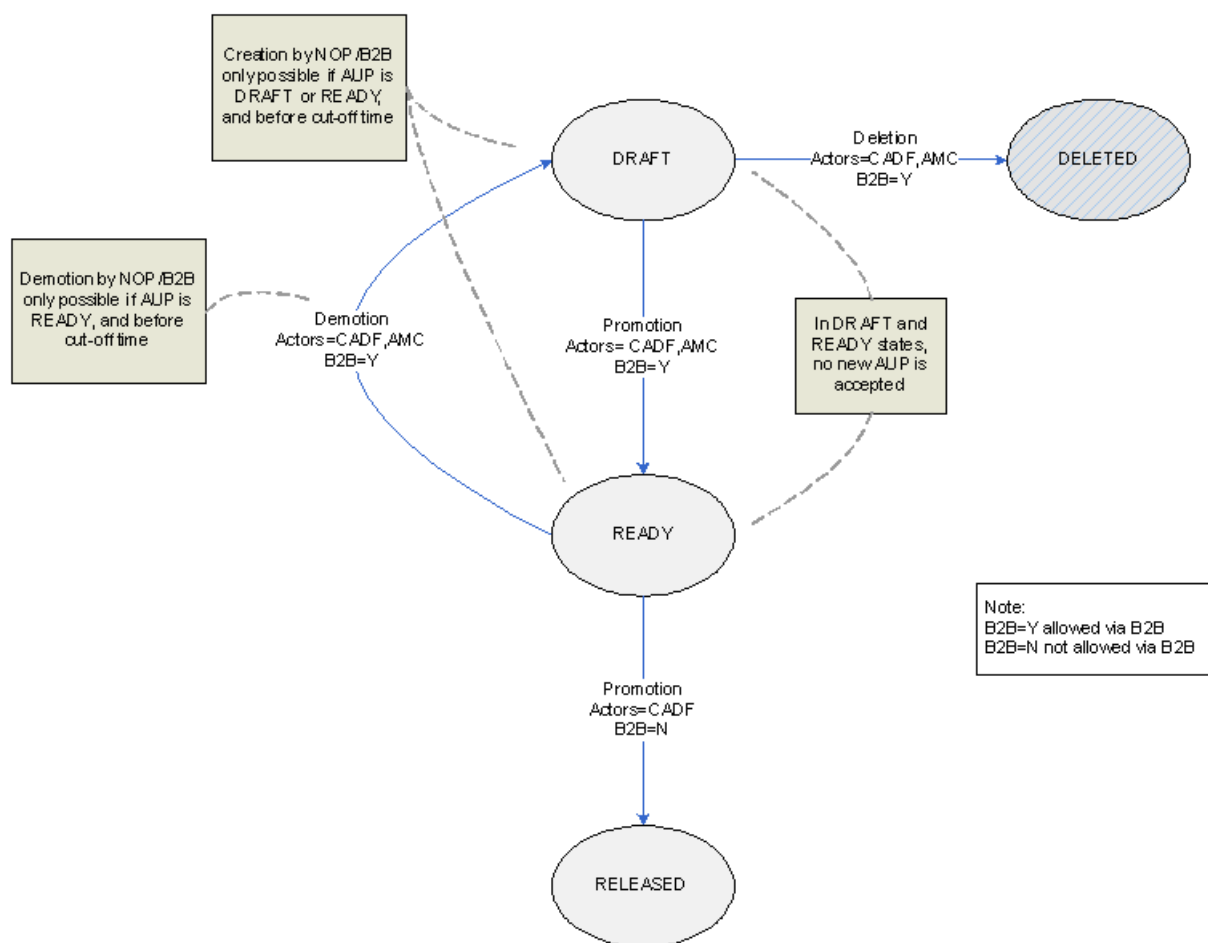 Creation by NOP/B2B
only possible if AUP is
DRAFT or READY,
and before cut-off time
DRAFT
Deletion
Actors=CADF,AMC
B2B=Y
DELETED
Demotion by NOP/B2B
only possible if AUP is
READY, and before
cut-off time
Demotion
Actors=CADF,AMC
B2B=Y
Promotion
Actors= CADF,AMC
B2B=Y
In DRAFT and
READY states,
no new AUP is
accepted
READY
Note:
B2B=Y allowed via B2B
B2B=N not allowed via B2B
Promotion
Actors=CADF
B2B=N
RELEASED